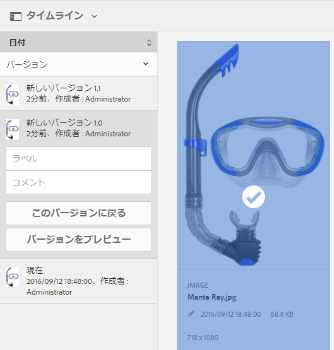 タイムライン
日付
バージョン
新しいバージョン 1.1
2分前、作成者 : Administrator
新しいバージョン 1.0
2分前、作成者 : Administrator
ラベル
コメント
このバージョンに戻る
バージョンをプレビュー
現在
2016/09/12 18:48:00、作成者 :
Administrator
IMAGE
Manta Ray.jpg
2016/09/12 18:48:00 68.4 KB
718 x 1080